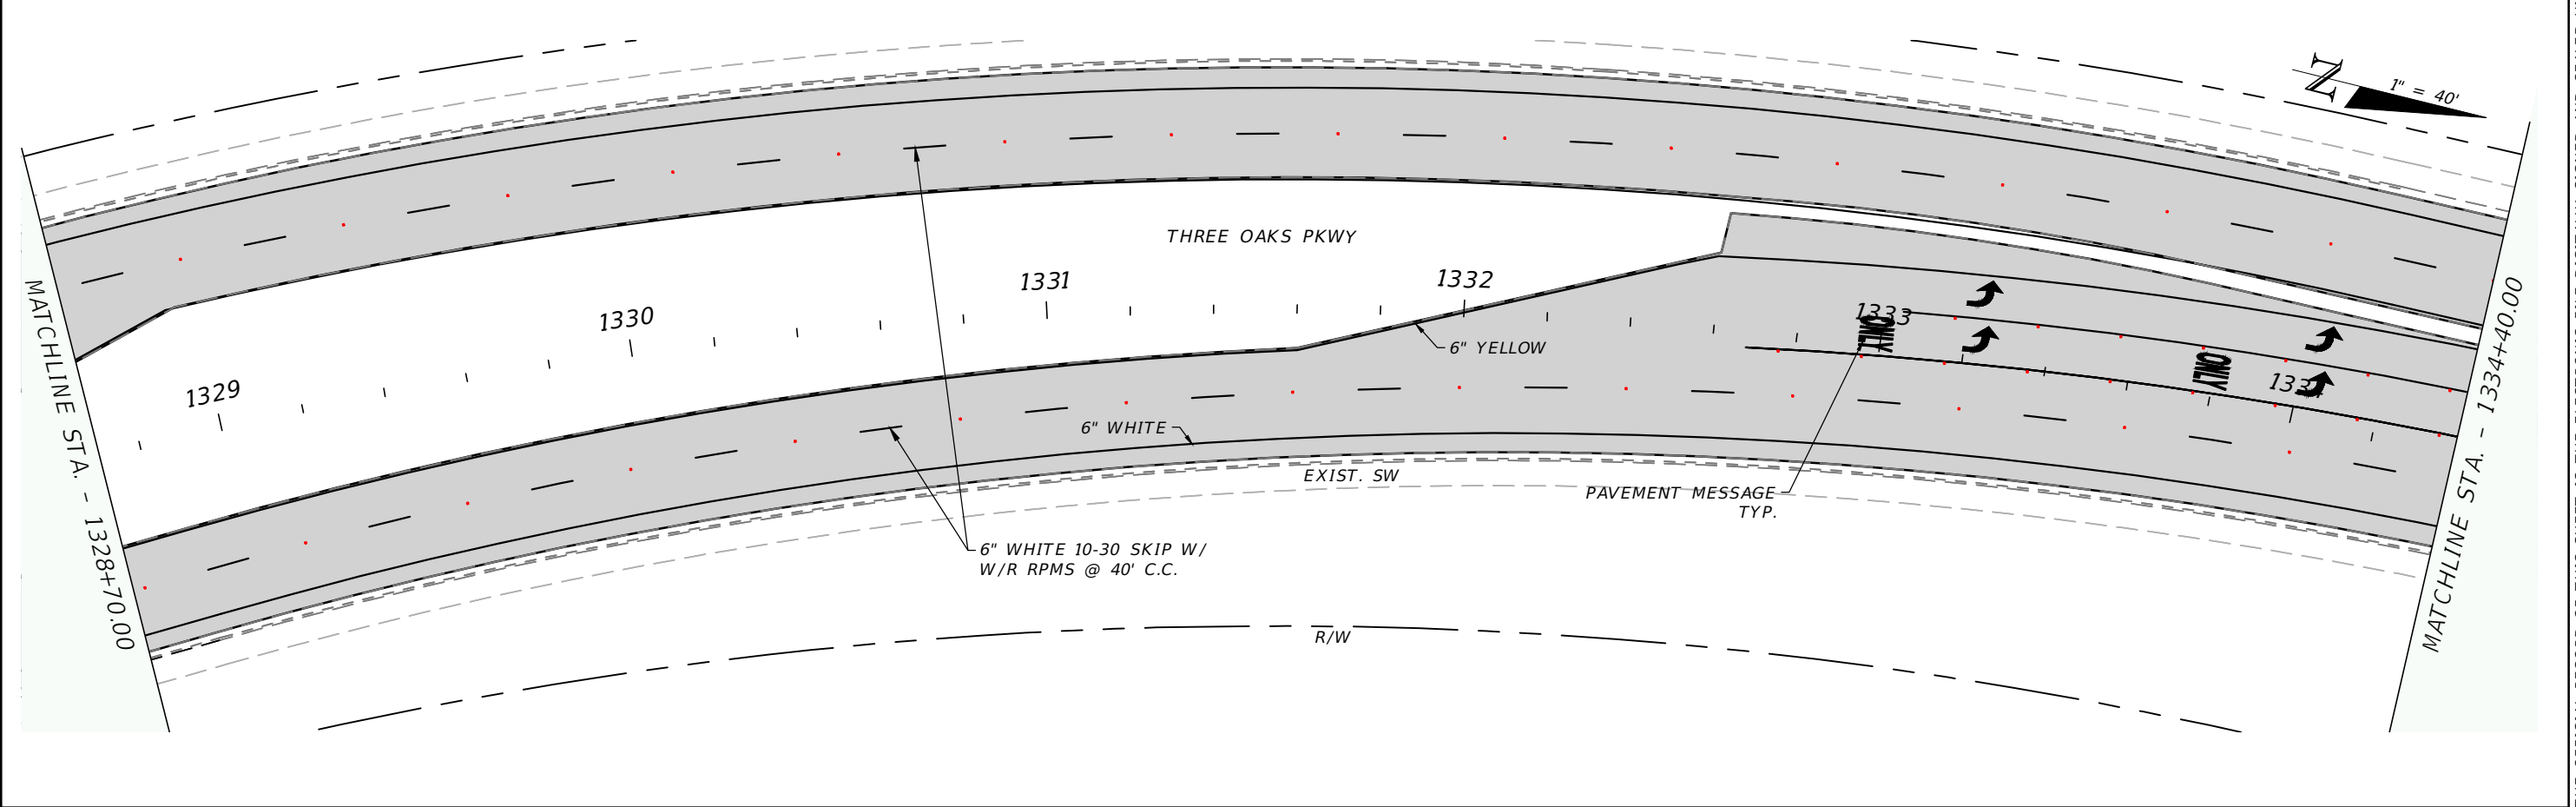 N
1" = 40'
THREE OAKS PKWY
1329
1330
1331
1332
1333
6" YELLOW
ONLY
ONLY
6" WHITE
EXIST. SW
PAVEMENT MESSAGE
TYP.
6" WHITE 10-30 SKIP W/
W/R RPMS @ 40' C.C.
R/W
MATCHLINE STA. - 1328+70.00
MATCHLINE STA. - 1334+40.00